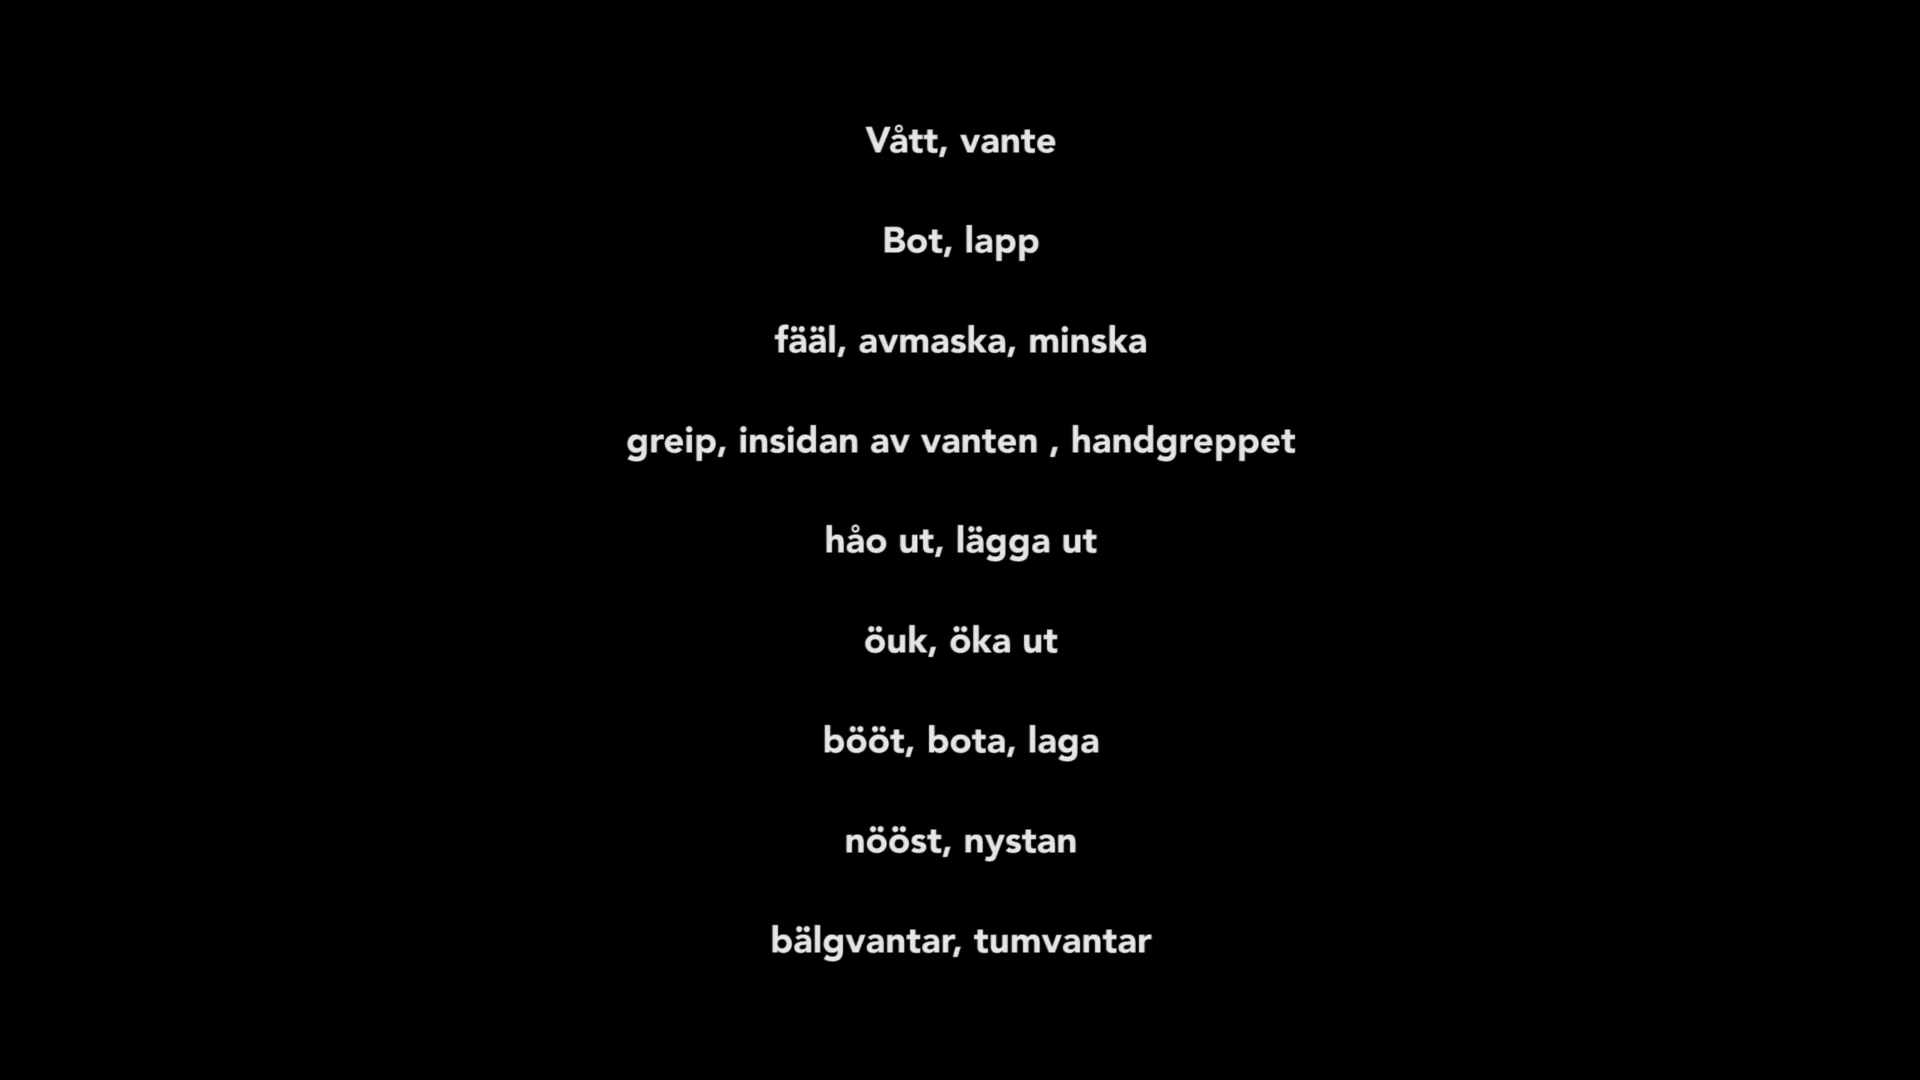 Vått, vante
Bot, lapp
fääl, avmaska, minska
greip, insidan av vanten , handgreppet
håo ut, lägga ut
öuk, öka ut
bööt, bota, laga
nööst, nystan
bälgvantar, tumvantar